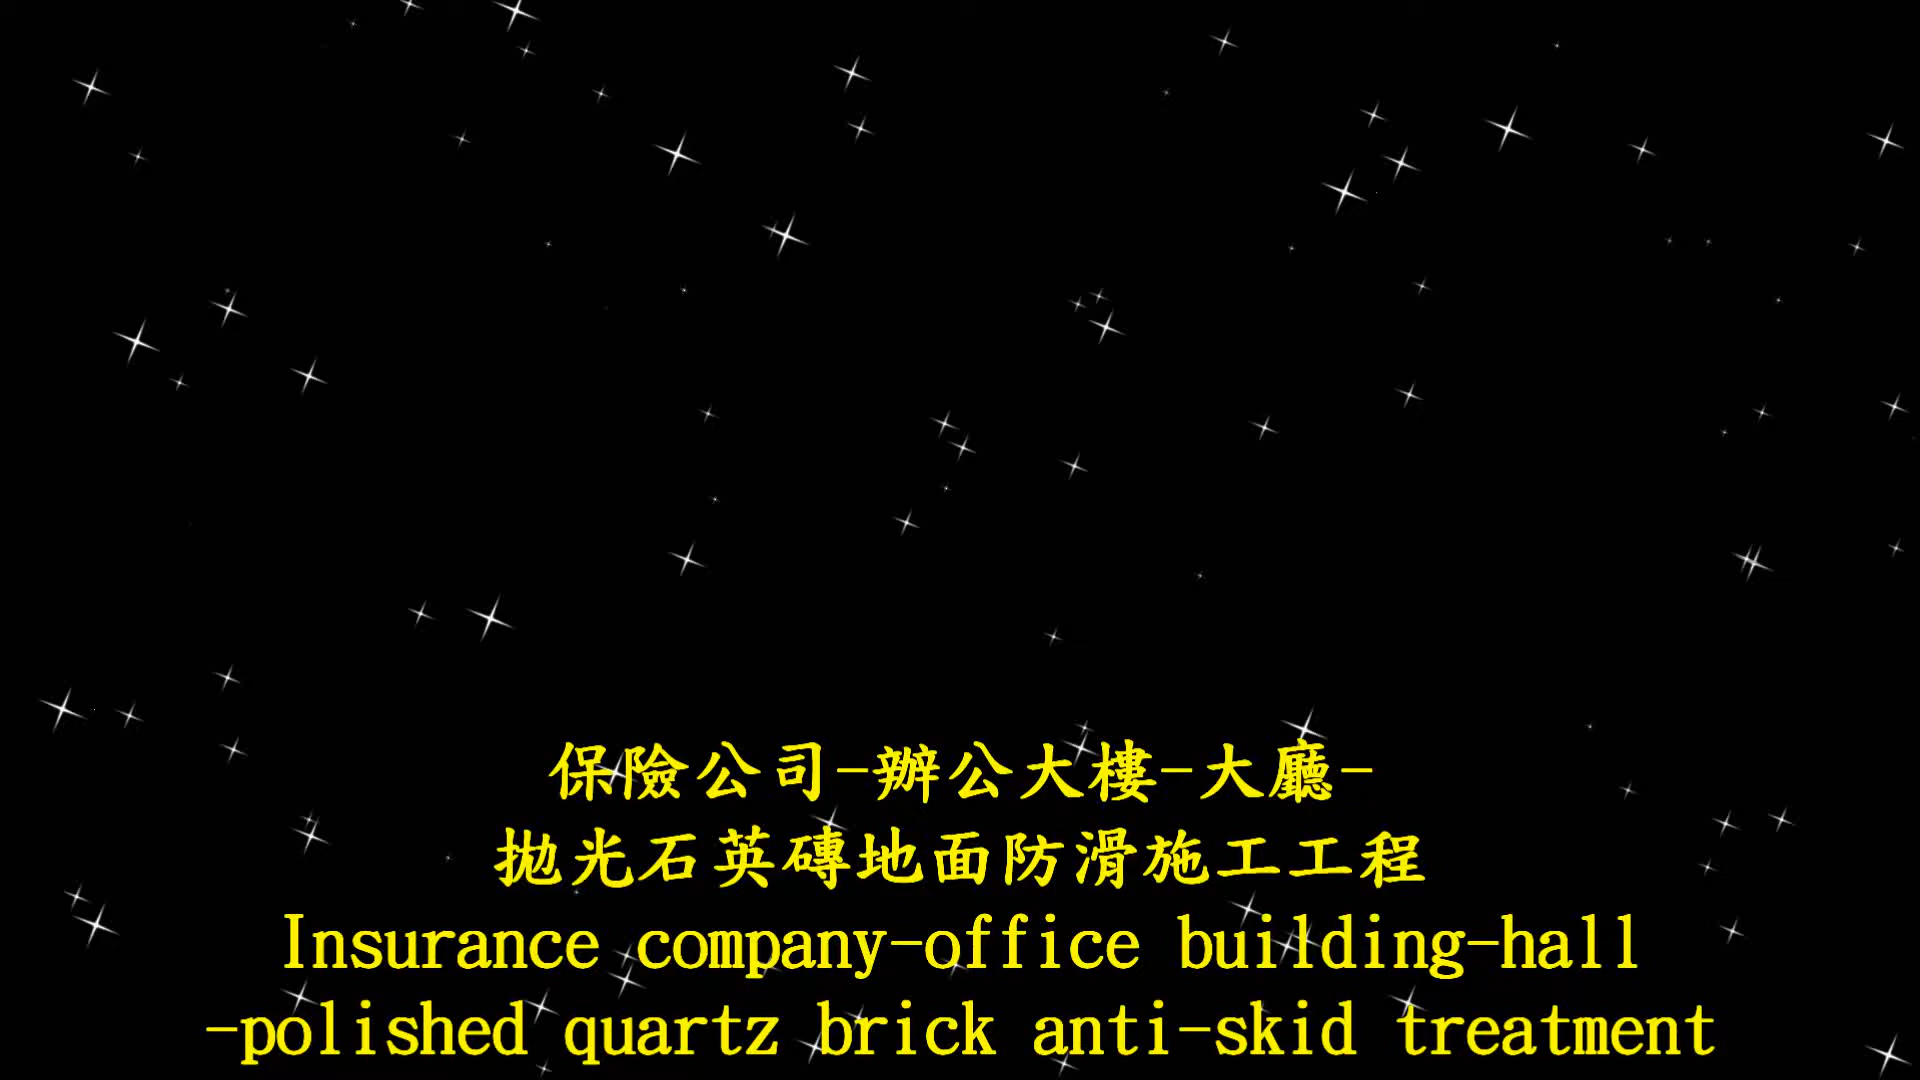 保險公司-辦公大樓-大廳-
拋光石英磚地面防滑施工工程
Insurance company-office building-hall
-polished quartz brick anti-skid treatment